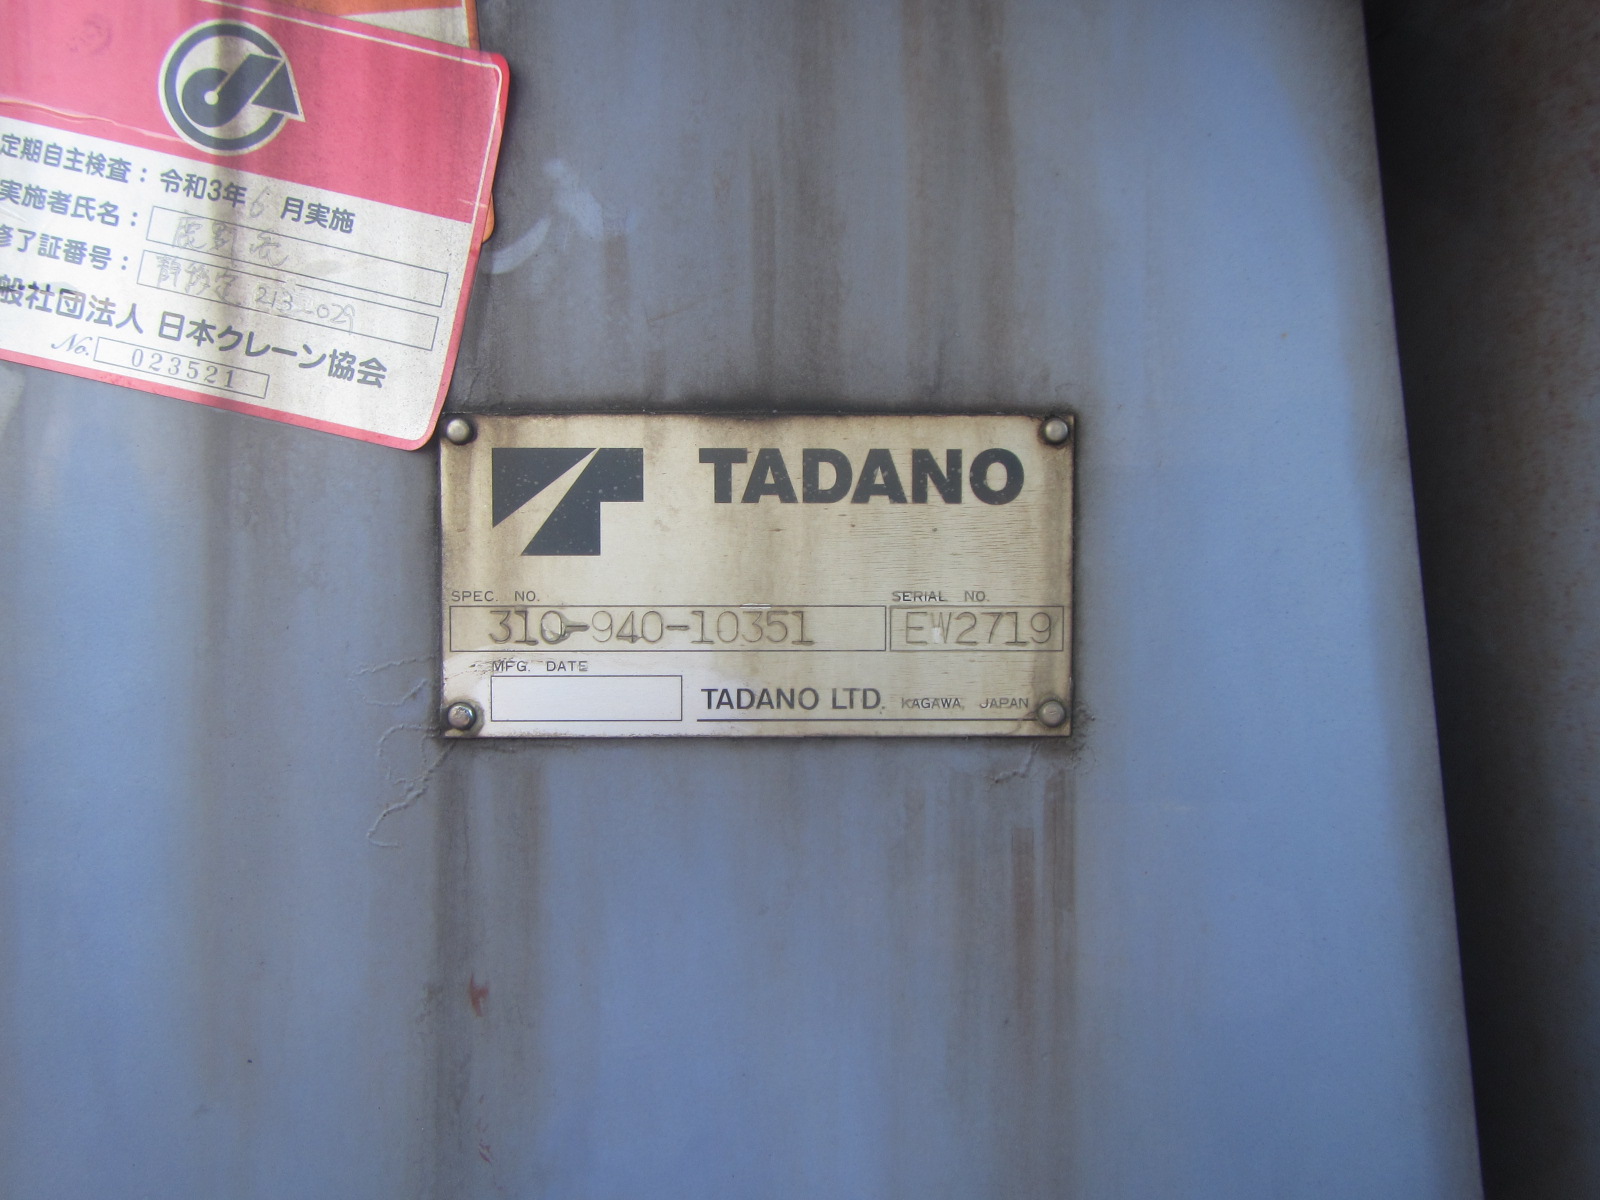 定期自主検査：令和3年6月実施
実施者氏名：
修了証番号： 2132029
般社団法人 日本クレーン協会
No. 023521
TADANO
SPEC. NO. SERIAL NO.
310-940-10351 EW2719
MFG. DATE
TADANO LTD. KAGAWA, JAPAN